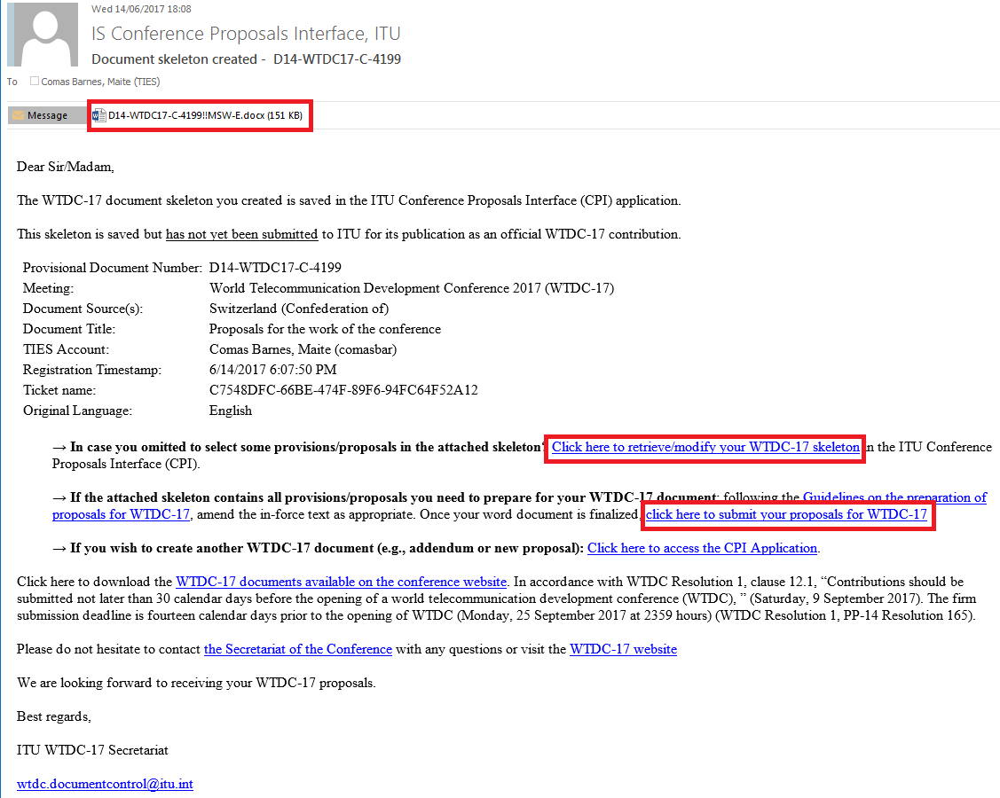 Wed 14/06/2017 18:08
IS Conference Proposals Interface, ITU
Document skeleton created -  D14-WTDC17-C-4199
To Comas Barnes, Maite (TIES)
Message D14-WTDC17-C-4199!!MSW-E.docx (151 KB)
Dear Sir/Madam,
The WTDC-17 document skeleton you created is saved in the ITU Conference Proposals Interface (CPI) application.
This skeleton is saved but has not yet been submitted to ITU for its publication as an official WTDC-17 contribution.
Provisional Document Number: D14-WTDC17-C-4199
Meeting: World Telecommunication Development Conference 2017 (WTDC-17)
Document Source(s): Switzerland (Confederation of)
Document Title: Proposals for the work of the conference
TIES Account: Comas Barnes, Maite (comasbar)
Registration Timestamp: 6/14/2017 6:07:50 PM
Ticket name: C7548DFC-66BE-474F-89F6-94FC64F52A12
Original Language: English
→ In case you omitted to select some provisions/proposals in the attached skeleton? Click here to retrieve/modify your WTDC-17 skeleton in the ITU Conference
Proposals Interface (CPI).
→ If the attached skeleton contains all provisions/proposals you need to prepare for your WTDC-17 document: following the Guidelines on the preparation of
proposals for WTDC-17, amend the in-force text as appropriate. Once your word document is finalized, click here to submit your proposals for WTDC-17
→ If you wish to create another WTDC-17 document (e.g., addendum or new proposal): Click here to access the CPI Application.
Click here to download the WTDC-17 documents available on the conference website. In accordance with WTDC Resolution 1, clause 12.1, “Contributions should be
submitted not later than 30 calendar days before the opening of a world telecommunication development conference (WTDC), ” (Saturday, 9 September 2017). The firm
submission deadline is fourteen calendar days prior to the opening of WTDC (Monday, 25 September 2017 at 2359 hours) (WTDC Resolution 1, PP-14 Resolution 165).
Please do not hesitate to contact the Secretariat of the Conference with any questions or visit the WTDC-17 website
We are looking forward to receiving your WTDC-17 proposals.
Best regards,
ITU WTDC-17 Secretariat
wtdc.documentcontrol@itu.int